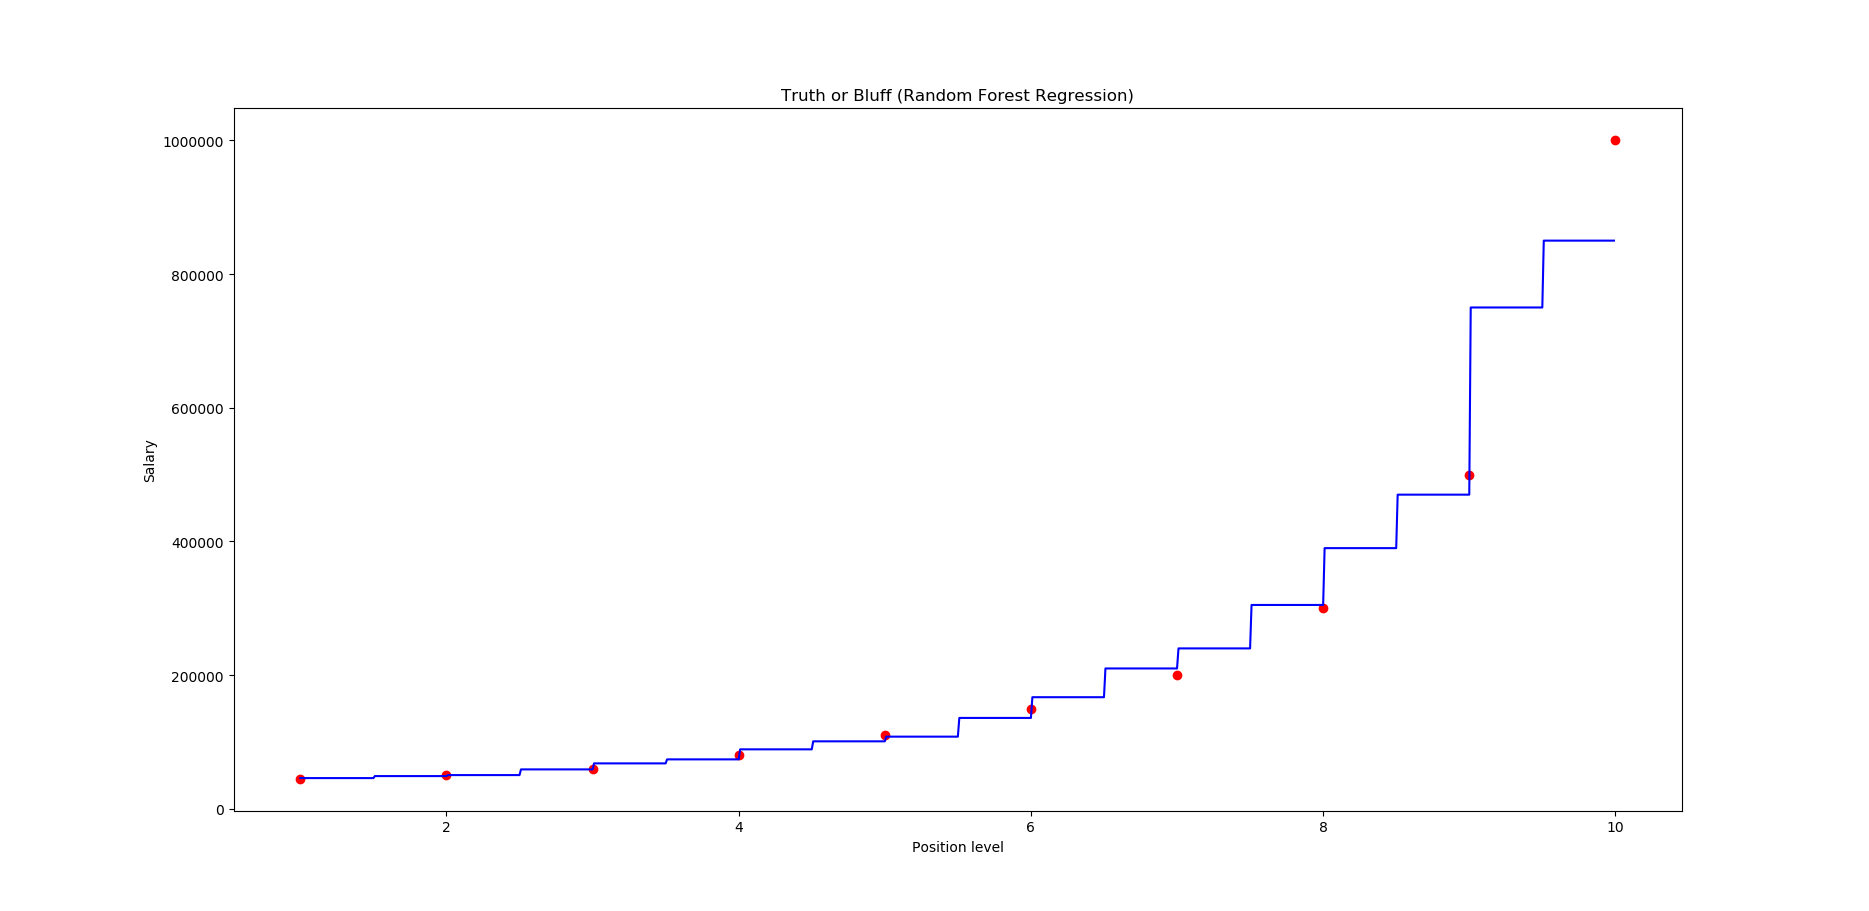 Truth or Bluff (Random Forest Regression)
1000000
800000
600000
400000
200000
0
Salary
2 4 6 8 10
Position level